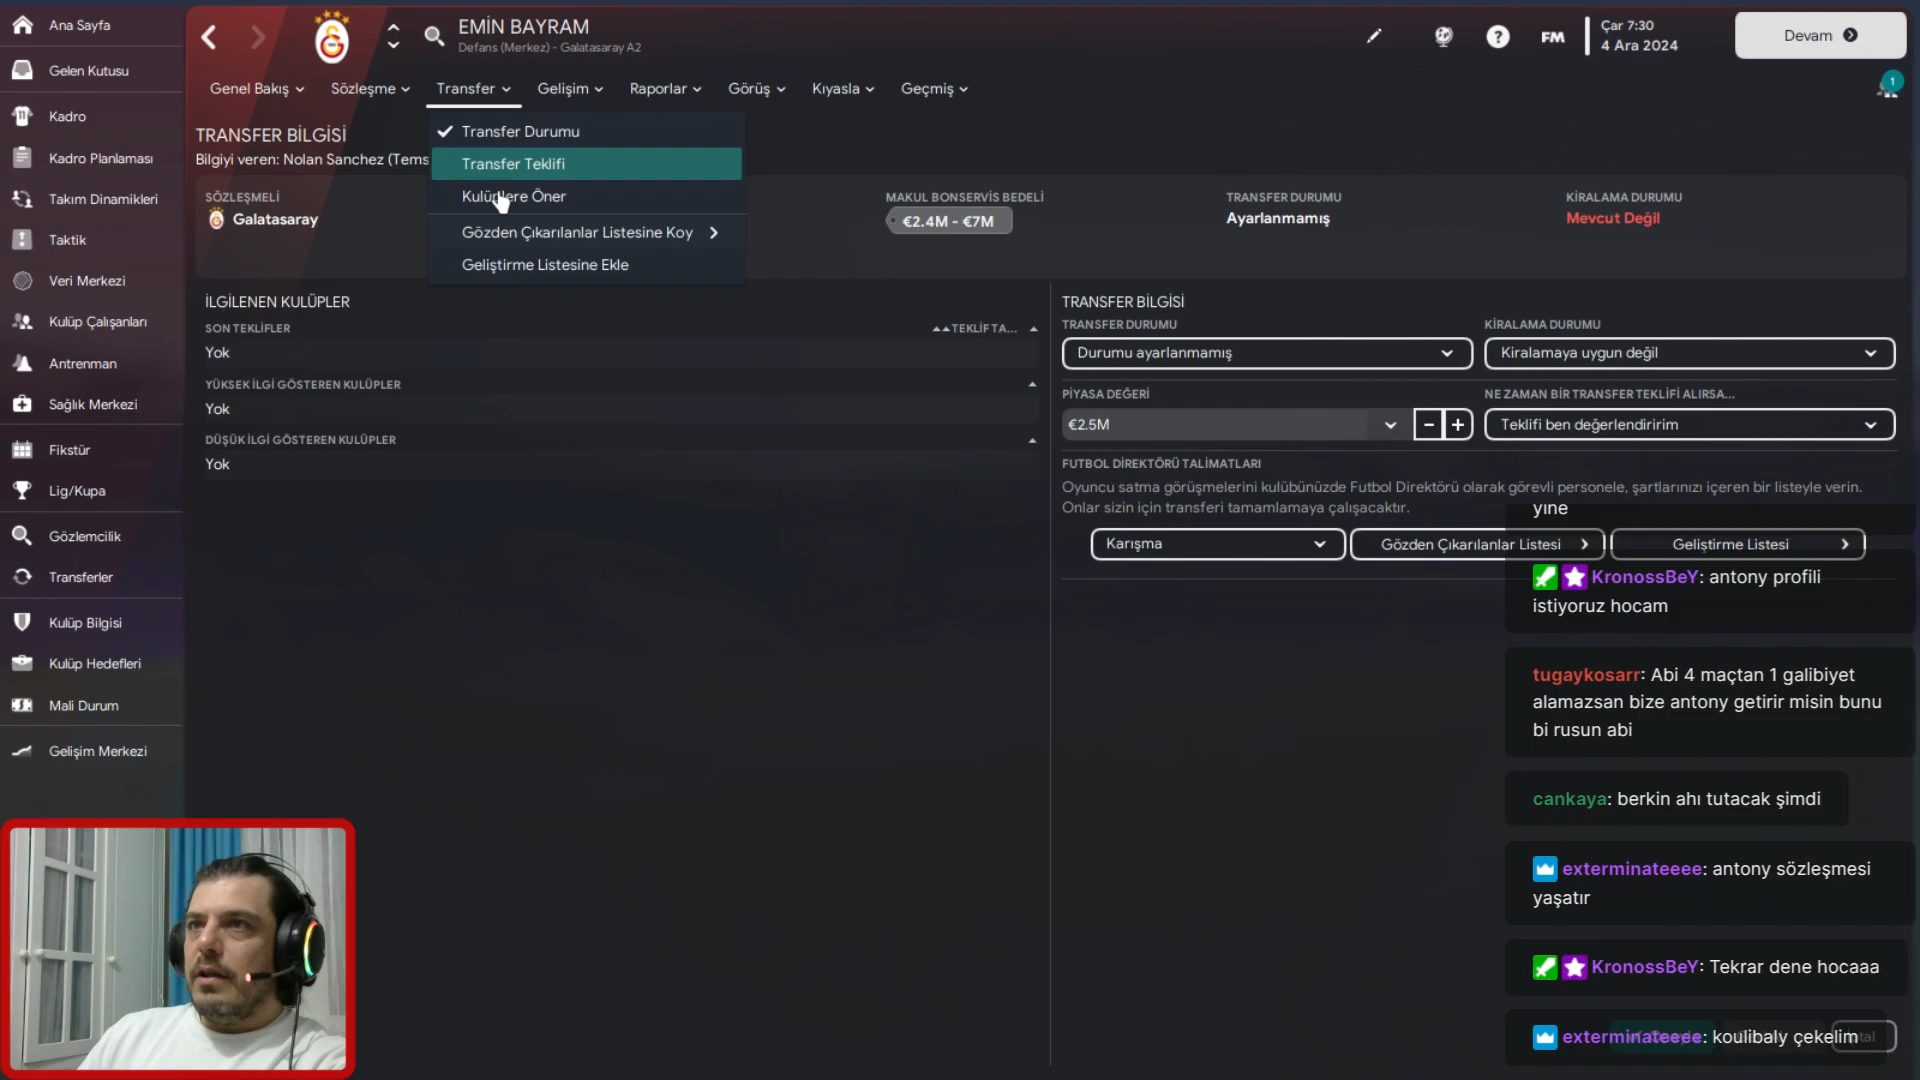 Ana Sayfa
Gelen Kutusu
Kadro
Kadro Planlaması
Takım Dinamikleri
Taktik
Veri Merkezi
Kulüp Çalışanları
Antrenman
Sağlık Merkezi
Fikstür
Lig/Kupa
Gözlemcilik
Transferler
Kulüp Bilgisi
Kulüp Hedefleri
Mali Durum
Gelişim Merkezi
EMİN BAYRAM
Defans (Merkez) - Galatasaray A2
FM
Çar 7:30
4 Ara 2024
Devam
1
Genel Bakış
Sözleşme
Transfer
Gelişim
Raporlar
Görüş
Kıyasla
Geçmiş
TRANSFER BİLGİSİ
Bilgiyi veren: Nolan Sanchez (Tems
Transfer Durumu
Transfer Teklifi
Kulüplere Öner
Gözden Çıkarılanlar Listesine Koy
Geliştirme Listesine Ekle
SÖZLEŞMELİ
Galatasaray
MAKUL BONSERVİS BEDELİ
€2.4M - €7M
TRANSFER DURUMU
Ayarlanmamış
KİRALAMA DURUMU
Mevcut Değil
İLGİLENEN KULÜPLER
SON TEKLİFLER
TEKLİF TA...
Yok
YÜKSEK İLGİ GÖSTEREN KULÜPLER
Yok
DÜŞÜK İLGİ GÖSTEREN KULÜPLER
Yok
TRANSFER BİLGİSİ
TRANSFER DURUMU
Durumu ayarlanmamış
KİRALAMA DURUMU
Kiralamaya uygun değil
PİYASA DEĞERİ
€2.5M
NE ZAMAN BİR TRANSFER TEKLİFİ ALIRSA...
Teklifi ben değerlendiririm
FUTBOL DİREKTÖRÜ TALİMATLARI
Oyuncu satma görüşmelerini kulübünüzde Futbol Direktörü olarak görevli personele, şartlarınızı içeren bir listeyle verin.
Onlar sizin için transferi tamamlamaya çalışacaktır.
Karışma
Gözden Çıkarılanlar Listesi
Geliştirme Listesi
yine
KronossBeY: antony profili
istiyoruz hocam
tugaykosarr: Abi 4 maçtan 1 galibiyet
alamazsan bize antony getirir misin bunu
bi rusun abi
cankaya: berkin ahı tutacak şimdi
exterminateeee: antony sözleşmesi
yaşatır
KronossBeY: Tekrar dene hocaaa
exterminateeee: koulibaly çekelim